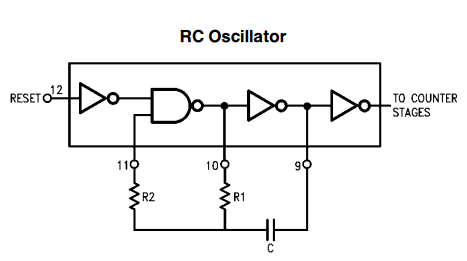 RC Oscillator
RESET
12
TO COUNTER
STAGES
11
10
9
R2
R1
C